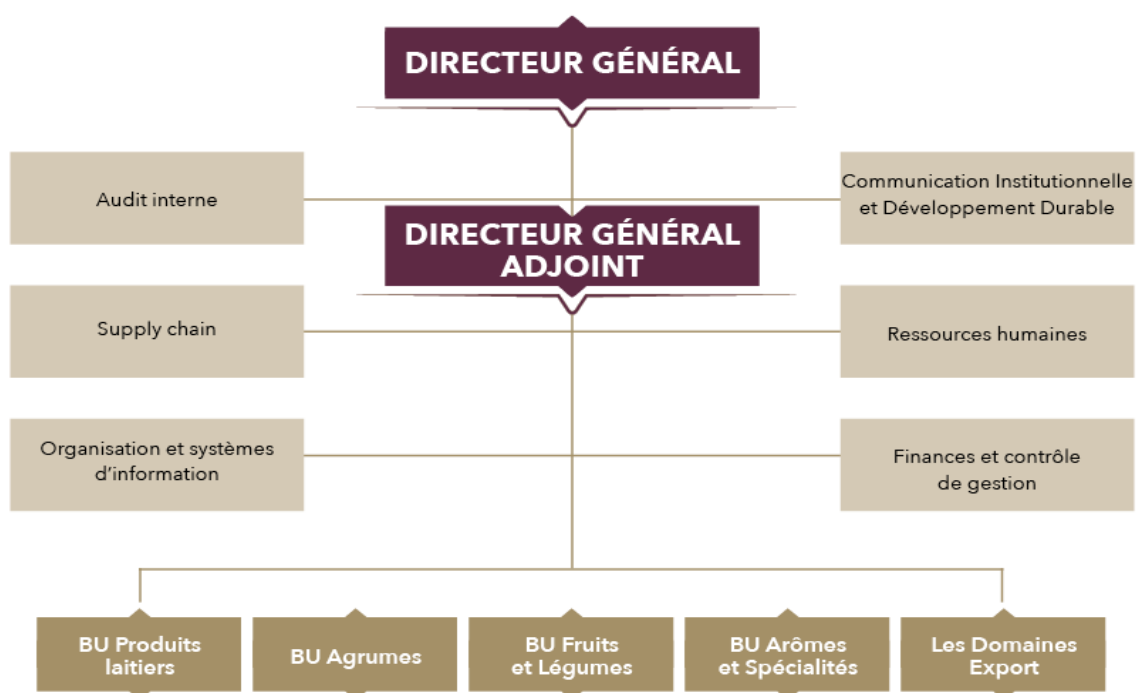 DIRECTEUR GÉNÉRAL
Audit interne
Communication Institutionnelle
et Développement Durable
DIRECTEUR GÉNÉRAL
ADJOINT
Supply chain
Ressources humaines
Organisation et systèmes
d'information
Finances et contrôle
de gestion
BU Produits
laitiers
BU Agrumes
BU Fruits
et Légumes
BU Arômes
et Spécialités
Les Domaines
Export